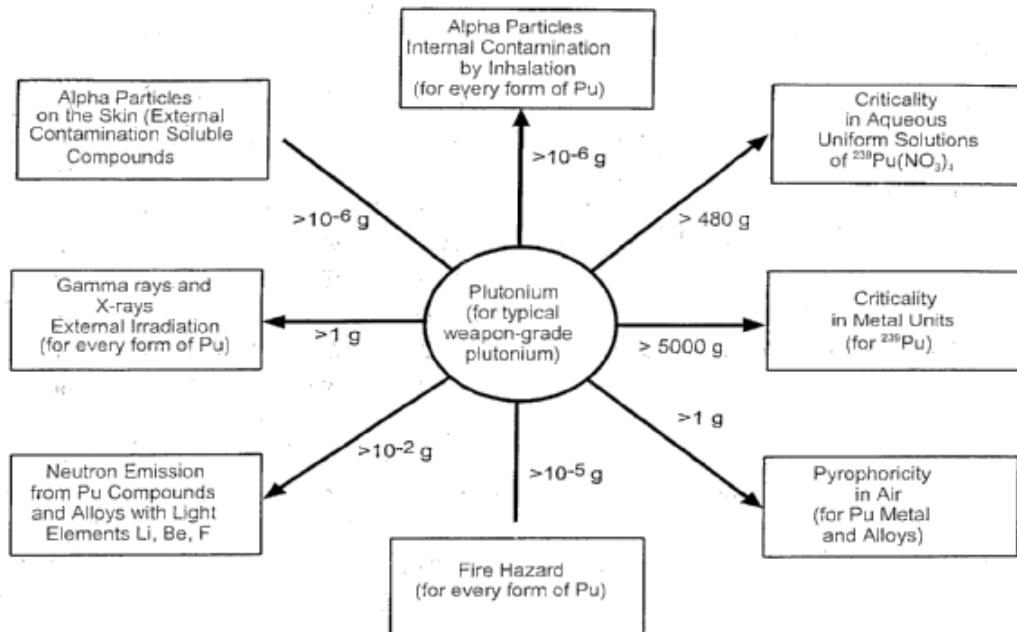 Alpha Particles
Internal Contamination
by Inhalation
(for every form of Pu)
Alpha Particles
on the Skin (External
Contamination Soluble
Compounds
Criticality
in Aqueous
Uniform Solutions
of ²³⁹Pu(NO₃)₄
>10⁻⁶ g
>10⁻⁶ g
> 480 g
Gamma rays and
X-rays
External Irradiation
(for every form of Pu)
>1 g
Plutonium
(for typical
weapon-grade
plutonium)
> 5000 g
Criticality
in Metal Units
(for ²³⁹Pu)
>10⁻² g
>10⁻⁵ g
>1 g
Neutron Emission
from Pu Compounds
and Alloys with Light
Elements Li, Be, F
Pyrophoricity
in Air
(for Pu Metal
and Alloys)
Fire Hazard
(for every form of Pu)